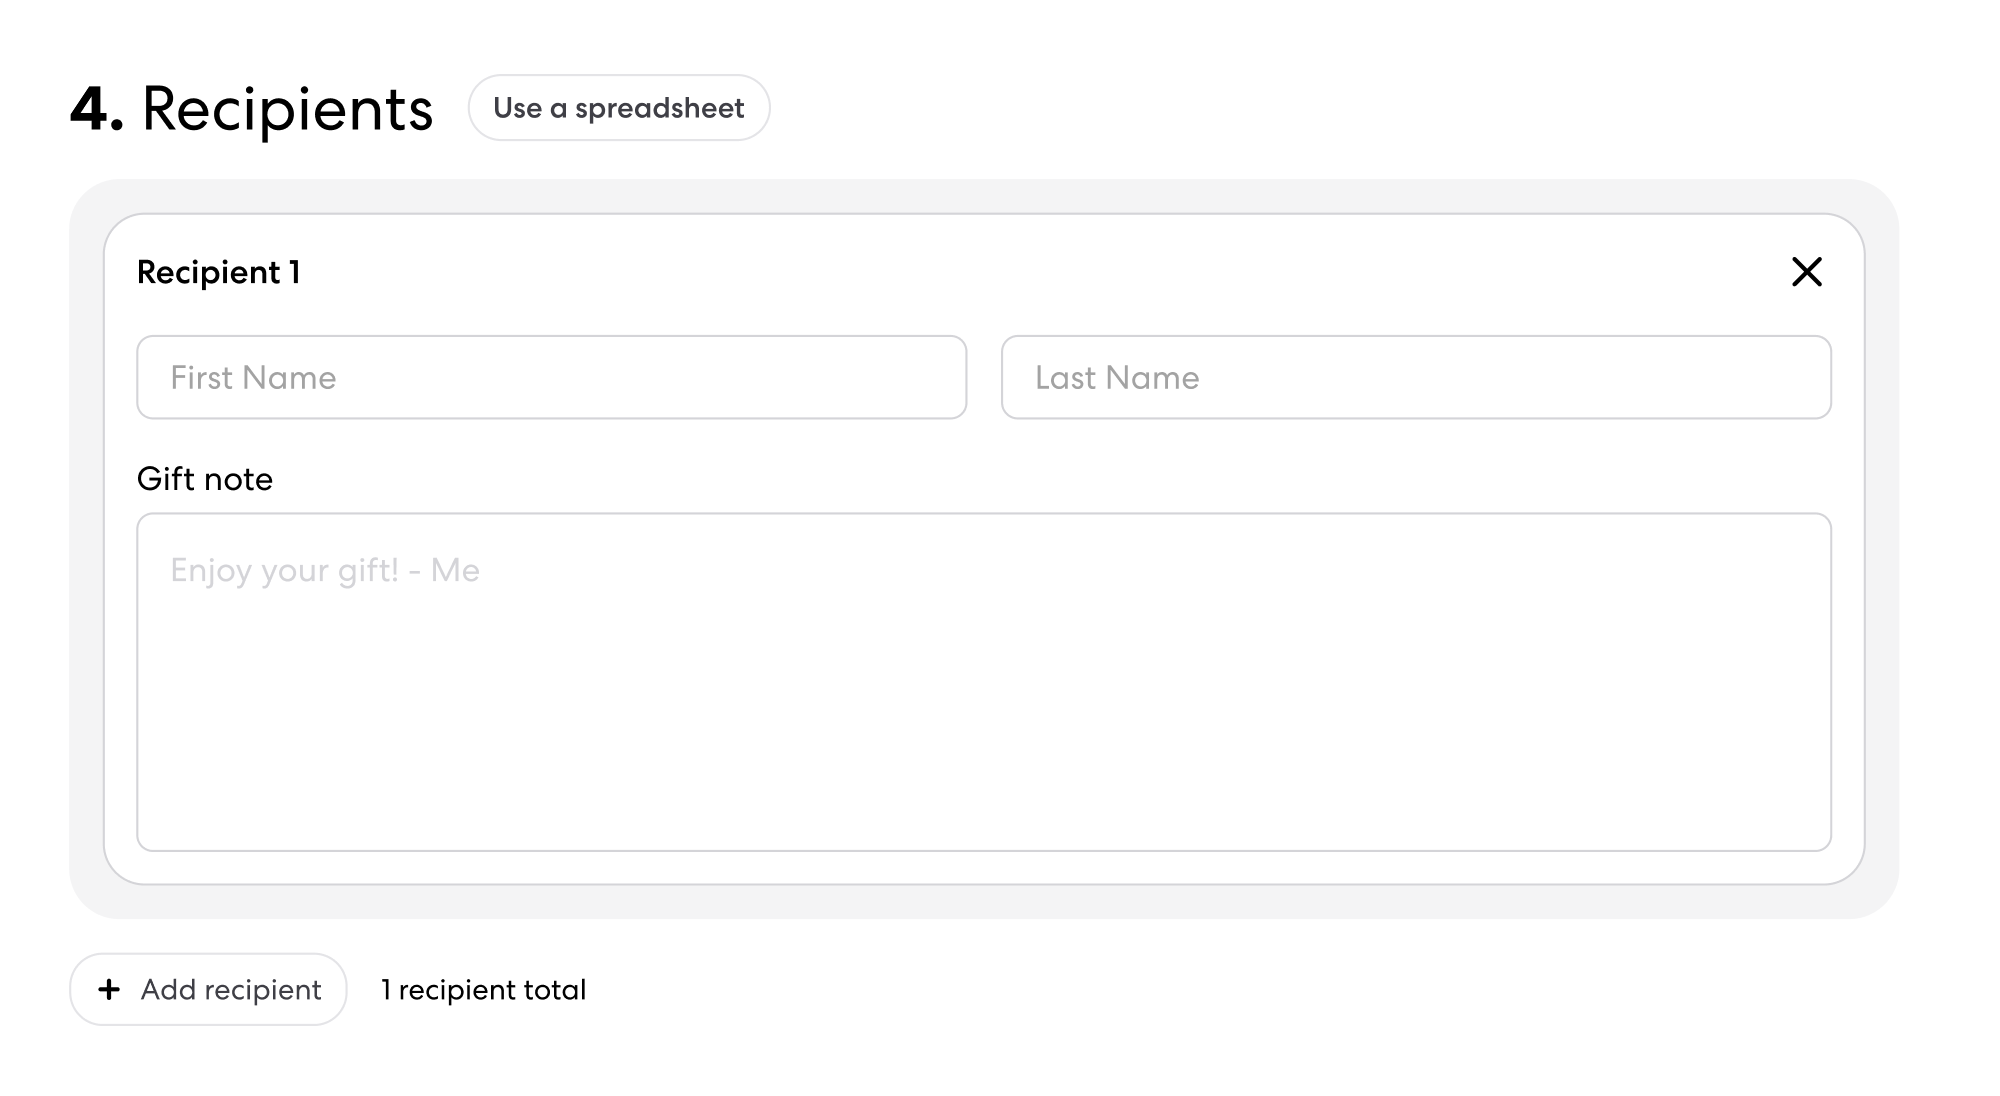 4. Recipients Use a spreadsheet
Recipient 1
First Name Last Name
Gift note
Enjoy your gift! - Me
Add recipient 1 recipient total